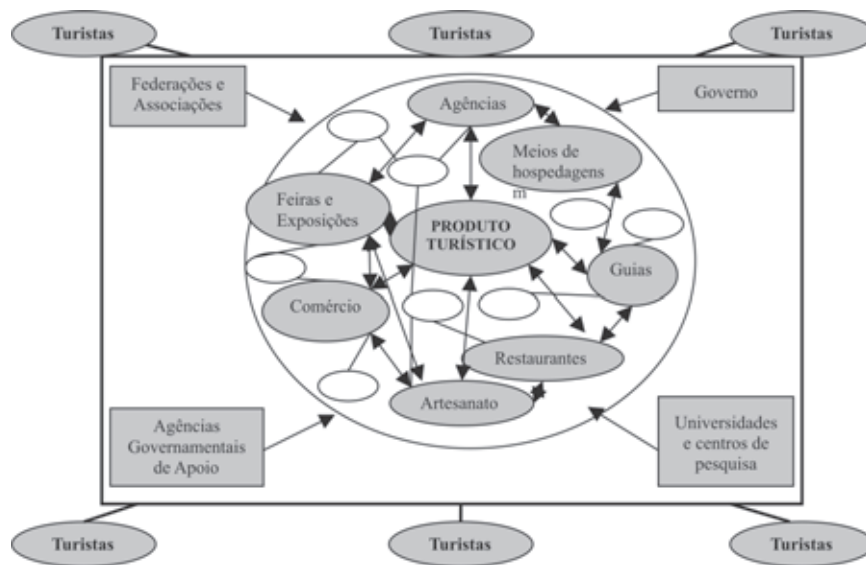 Turistas
Turistas
Turistas
Federações e
Associações
Agências
Governo
Meios de
hospedagens
m
Feiras e
Exposições
PRODUTO
TURÍSTICO
Guias
Comércio
Restaurantes
Artesanato
Agências
Governamentais
de Apoio
Universidades
e centros de
pesquisa
Turistas
Turistas
Turistas